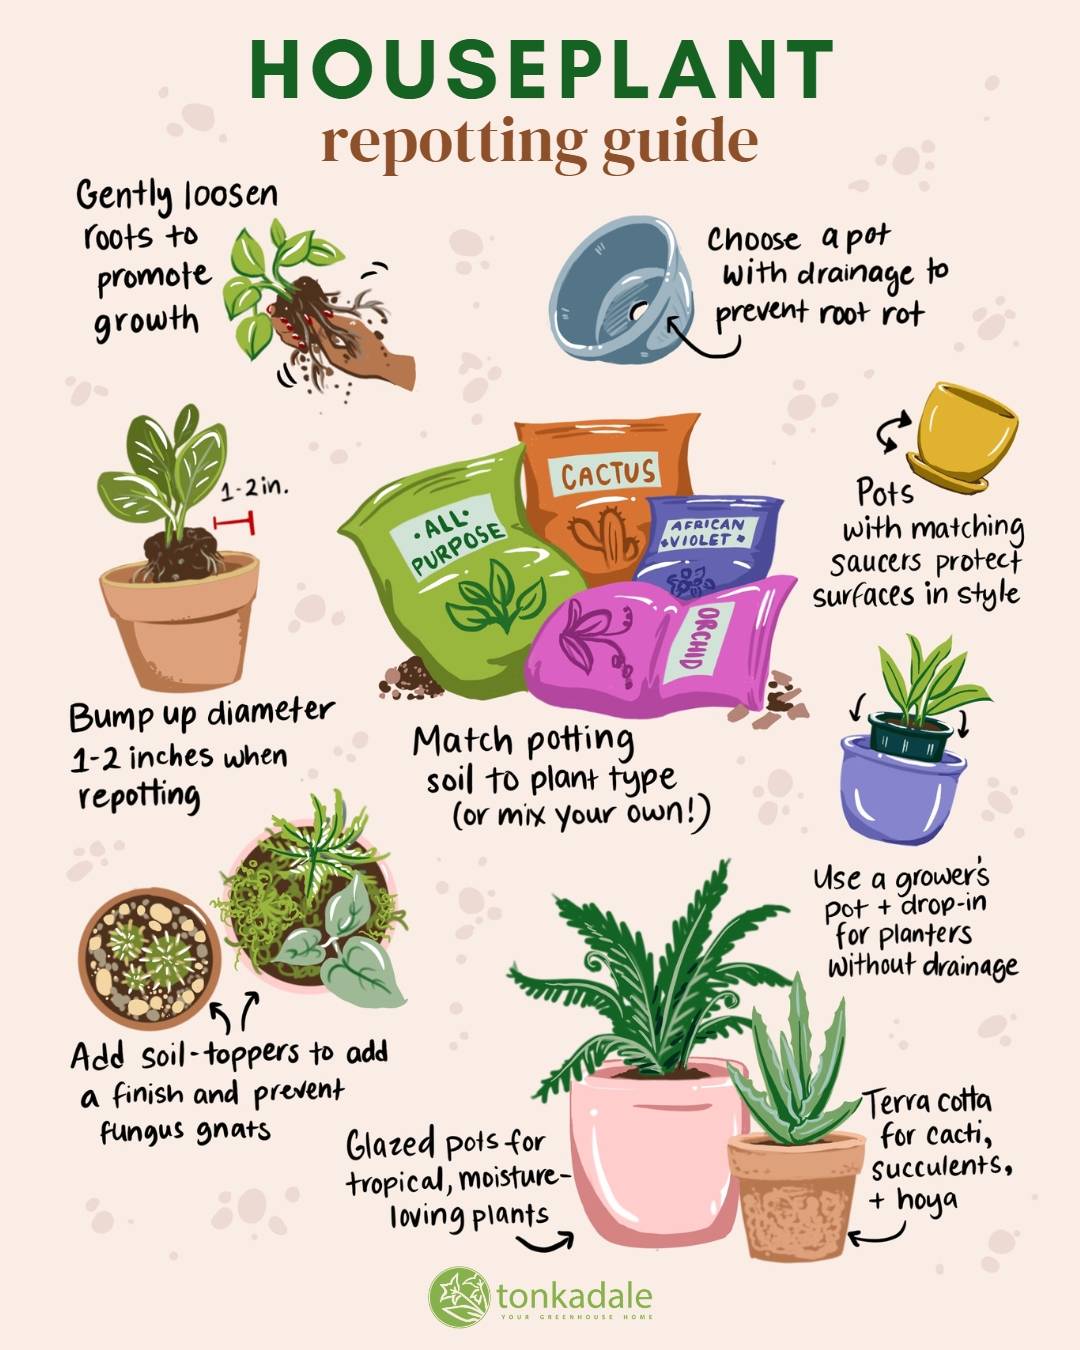 HOUSEPLANT
repotting guide
Gently loosen
roots to
promote
growth
Choose a pot
with drainage to
prevent root rot
1-2in.
Bump up diameter
1-2 inches when
repotting
ALL-
PURPOSE
CACTUS
AFRICAN
VIOLET
ORCHID
Match potting
soil to plant type
(or mix your own!)
Pots
with matching
saucers protect
surfaces in style
Use a grower's
pot + drop-in
for planters
without drainage
Add soil-toppers to add
a finish and prevent
fungus gnats
Glazed pots for
tropical, moisture-
loving plants
Terra cotta
for cacti,
succulents,
+ hoya
tonkadale
YOUR GREENHOUSE HOME